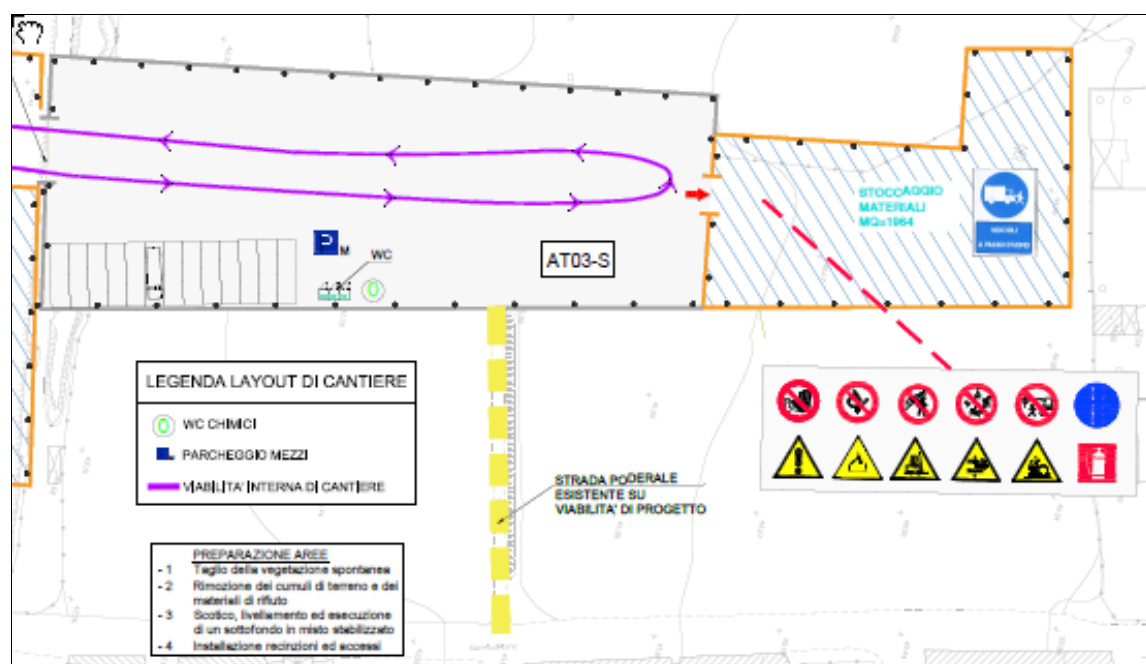 STOCCAGGIO
MATERIALI
MQ=1964
VEICOLI
A PASSO D'UOMO
M
WC
AT03-S
LEGENDA LAYOUT DI CANTIERE
WC CHIMICI
PARCHEGGIO MEZZI
VIABILITA' INTERNA DI CANTIERE
STRADA PODERALE
ESISTENTE SU
VIABILITA' DI PROGETTO
PREPARAZIONE AREE
- 1 Taglio della vegetazione spontanea
- 2 Rimozione dei cumuli di terreno e dei
materiali di rifiuto
- 3 Scotico, livellamento ed esecuzione
di un sottofondo in misto stabilizzato
- 4 Installazione recinzioni ed accessi